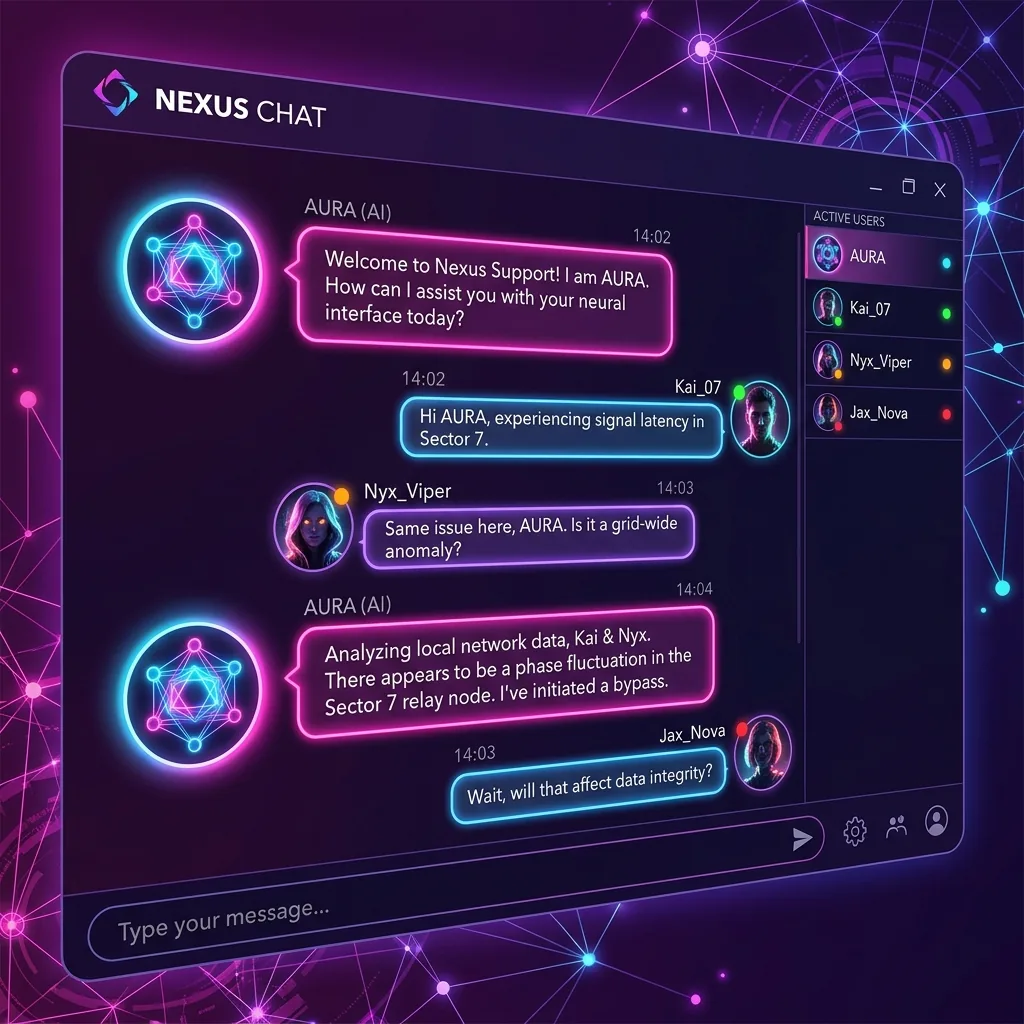 NEXUS CHAT
AURA (AI)
14:02
Welcome to Nexus Support! I am AURA.
How can I assist you with your neural
interface today?
14:02
Kai_07
Hi AURA, experiencing signal latency in
Sector 7.
Nyx_Viper
14:03
Same issue here, AURA. Is it a grid-wide
anomaly?
AURA (AI)
14:04
Analyzing local network data, Kai & Nyx.
There appears to be a phase fluctuation in the
Sector 7 relay node. I've initiated a bypass.
14:03
Jax_Nova
Wait, will that affect data integrity?
Type your message...
ACTIVE USERS
AURA
Kai_07
Nyx_Viper
Jax_Nova